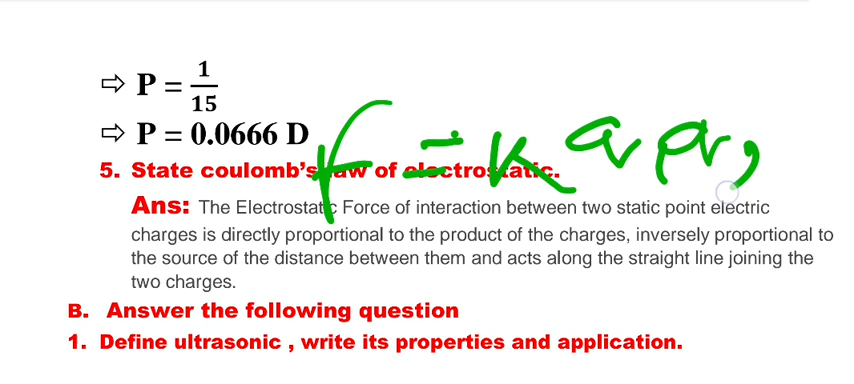 ⇨ P = 1/15
⇨ P = 0.0666 D
F = K q q,
5. State coulomb's law of electrostatic.
Ans: The Electrostatic Force of interaction between two static point electric
charges is directly proportional to the product of the charges, inversely proportional to
the source of the distance between them and acts along the straight line joining the
two charges.
B. Answer the following question
1. Define ultrasonic , write its properties and application.